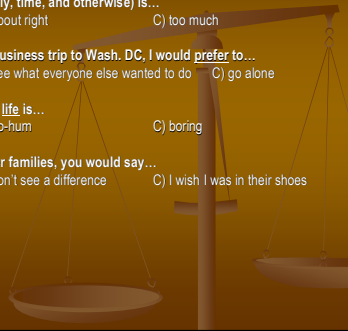 ly, time, and otherwise) is…
bout right C) too much
business trip to Wash. DC, I would prefer to…
ee what everyone else wanted to do C) go alone
life is…
o-hum C) boring
r families, you would say…
on't see a difference C) I wish I was in their shoes